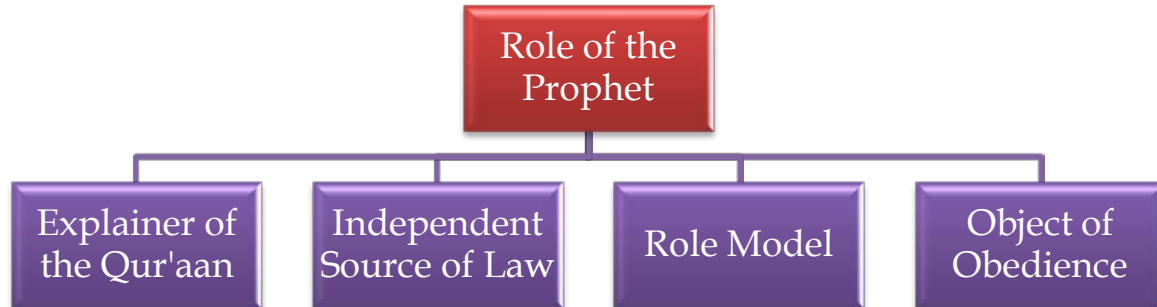 Role of the
Prophet
Explainer of
the Qur'aan
Independent
Source of Law
Role Model
Object of
Obedience